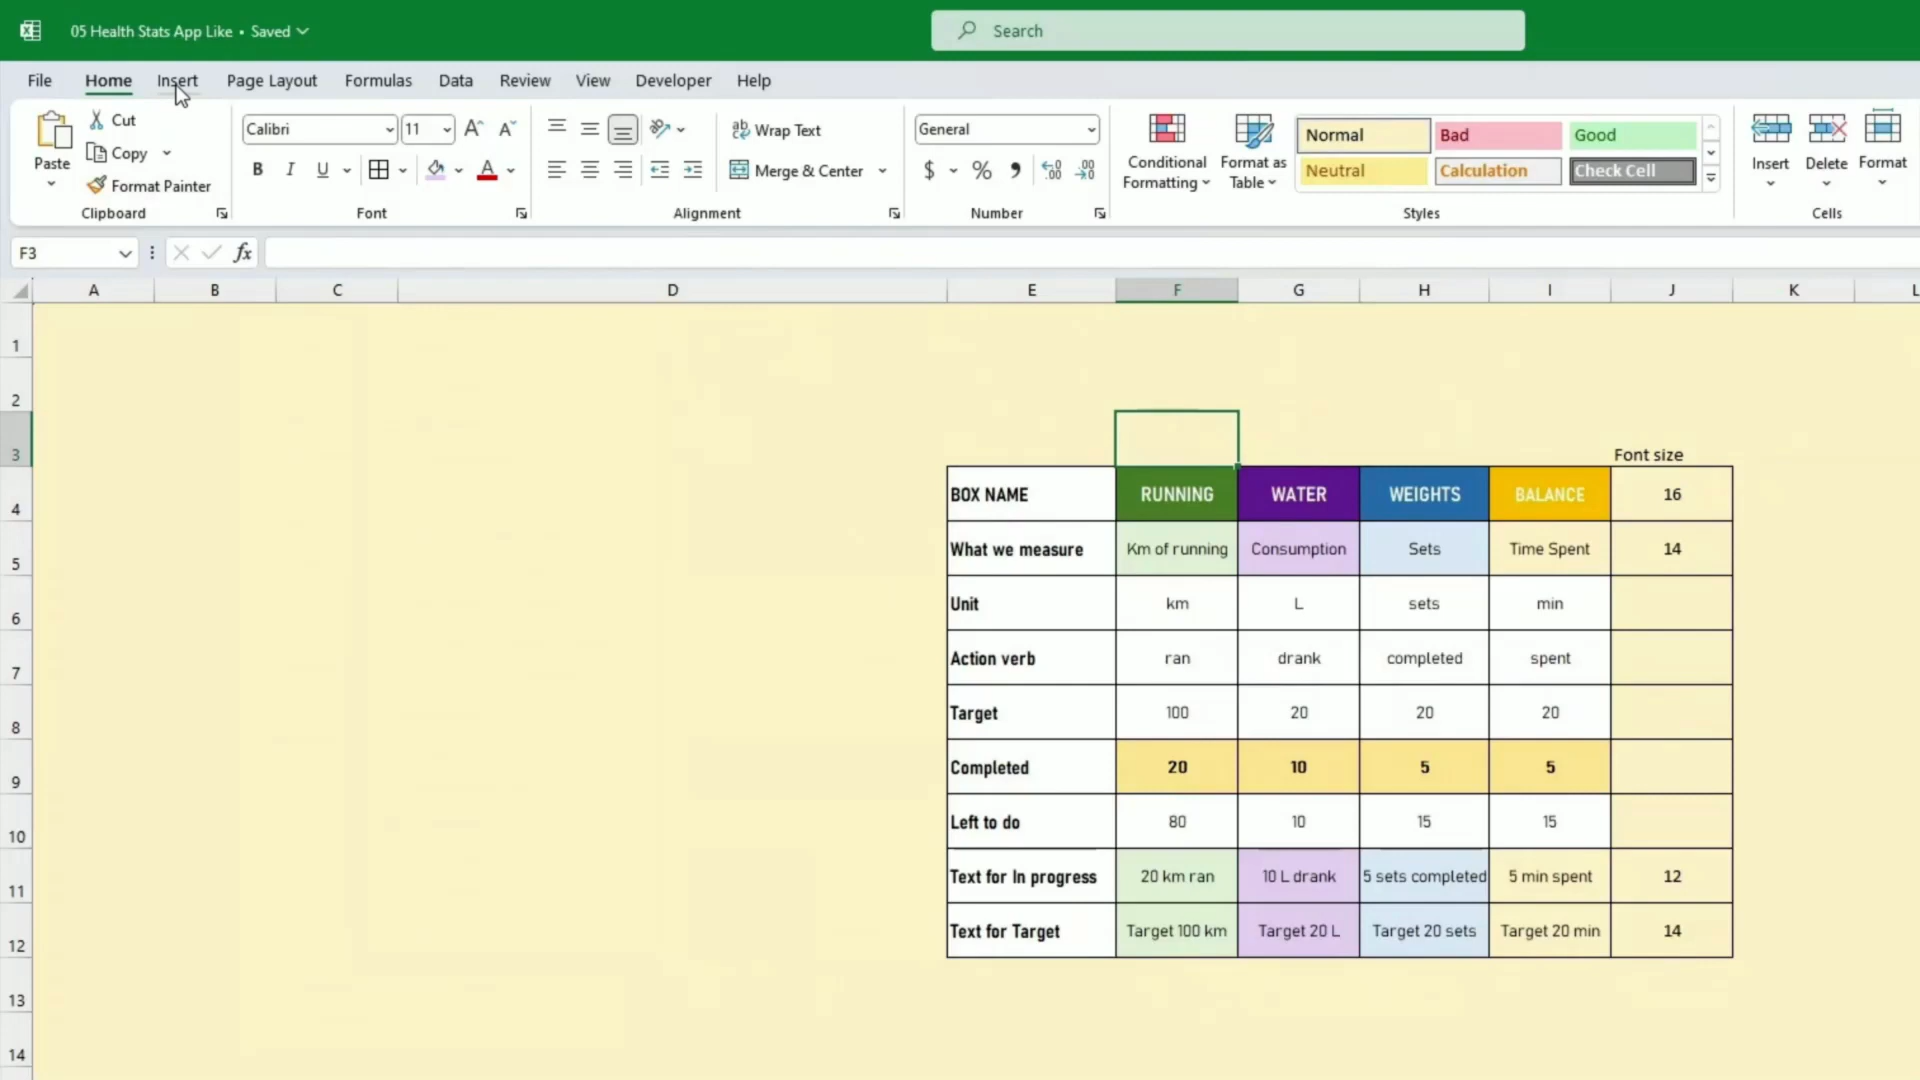 05 Health Stats App Like • Saved
Search
File Home Insert Page Layout Formulas Data Review View Developer Help
Paste
Cut
Copy
Format Painter
Clipboard
Calibri 11
B I U
Font
Wrap Text
Merge & Center
Alignment
General
$ %
Number
Conditional Formatting
Format as Table
Normal Bad Good
Neutral Calculation Check Cell
Styles
Insert Delete Format
Cells
F3 fx
A B C D E F G H I J K L
1
2
3 Font size
4 BOX NAME RUNNING WATER WEIGHTS BALANCE 16
5 What we measure Km of running Consumption Sets Time Spent 14
6 Unit km L sets min
7 Action verb ran drank completed spent
8 Target 100 20 20 20
9 Completed 20 10 5 5
10 Left to do 80 10 15 15
11 Text for In progress 20 km ran 10 L drank 5 sets completed 5 min spent 12
12 Text for Target Target 100 km Target 20 L Target 20 sets Target 20 min 14
13
14